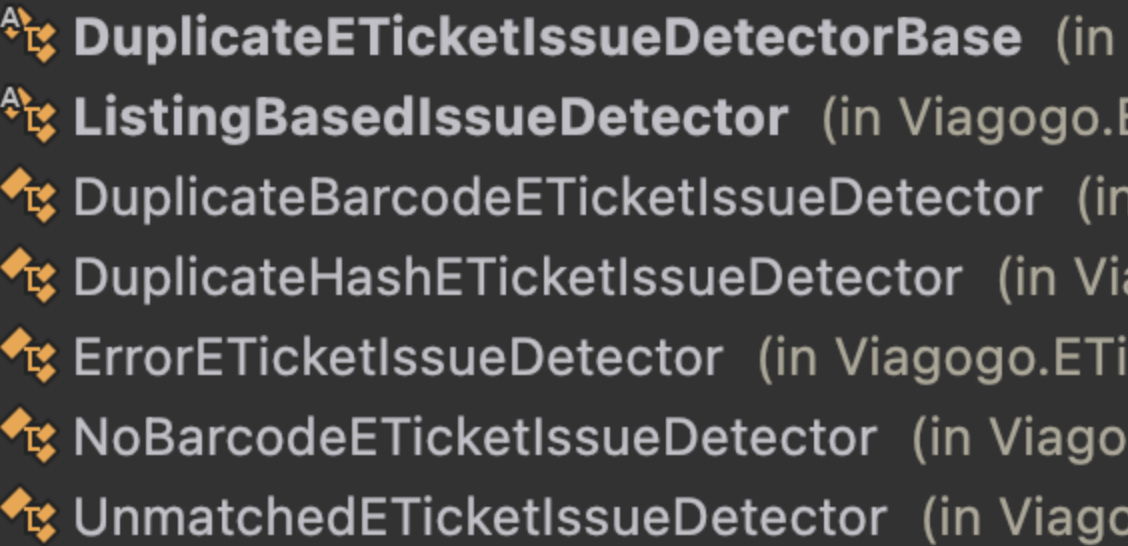 DuplicateETicketIssueDetectorBase (in
ListingBasedIssueDetector (in Viagogo.E
DuplicateBarcodeETicketIssueDetector (in
DuplicateHashETicketIssueDetector (in Via
ErrorETicketIssueDetector (in Viagogo.ETi
NoBarcodeETicketIssueDetector (in Viago
UnmatchedETicketIssueDetector (in Viago